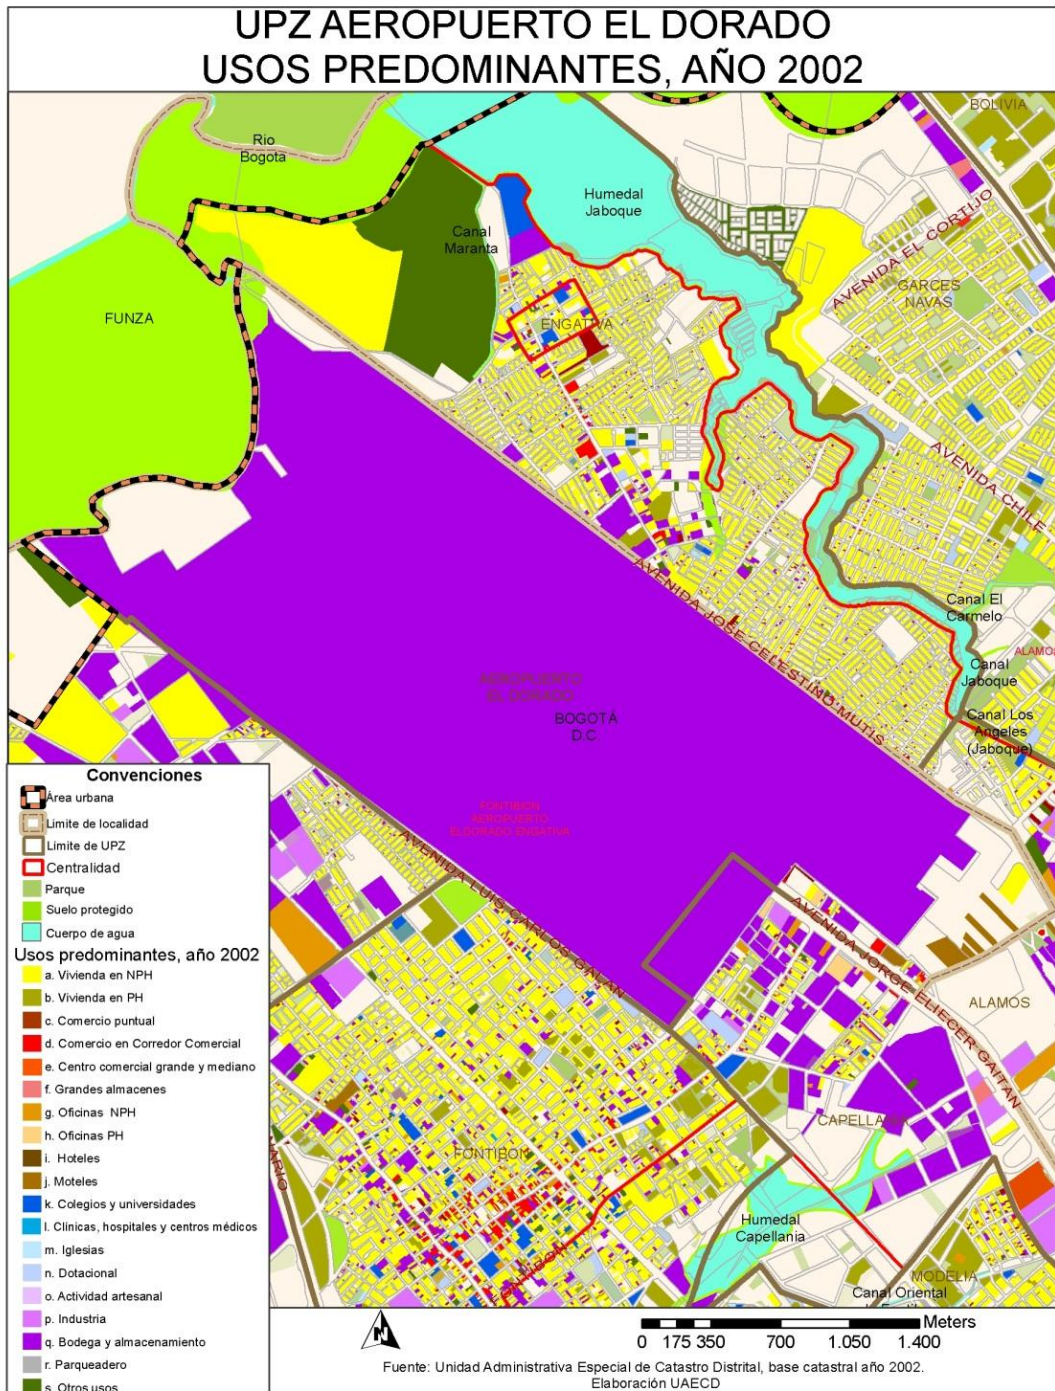 UPZ AEROPUERTO EL DORADO
USOS PREDOMINANTES, AÑO 2002
BOLIVIA
Rio
Bogota
Humedal
Jaboque
Canal
Maranta
AVENIDA EL CORTIJO
GARCES
NAVAS
FUNZA
ENGATIVA
AVENIDA CHILE
AVENIDA JOSE CELESTINO MUTIS
Canal El
Carmelo
ALAMOS
Canal
Jaboque
AEROPUERTO
EL DORADO
BOGOTÁ
D.C
Canal Los
Angeles
(Jaboque)
FONTIBON
AEROPUERTO
ELDORADO ENGATIVA
AVENIDA LUIS CARLOS GALAN
AVENIDA JORGE ELIECER GAITAN
ALAMOS
CAPELLANIA
FONTIBON
FONTIBON
Humedal
Capellania
MODELIA
Canal Oriental
Convenciones
Área urbana
Limite de localidad
Límite de UPZ
Centralidad
Parque
Suelo protegido
Cuerpo de agua
Usos predominantes, año 2002
a. Vivienda en NPH
b. Vivienda en PH
c. Comercio puntual
d. Comercio en Corredor Comercial
e. Centro comercial grande y mediano
f. Grandes almacenes
g. Oficinas NPH
h. Oficinas PH
i. Hoteles
j. Moteles
k. Colegios y universidades
l. Clínicas, hospitales y centros médicos
m. Iglesias
n. Dotacional
o. Actividad artesanal
p. Industria
q. Bodega y almacenamiento
r. Parqueadero
s. Otros usos
N
Meters
0 175 350 700 1.050 1.400
Fuente: Unidad Administrativa Especial de Catastro Distrital, base catastral año 2002.
Elaboración UAECD